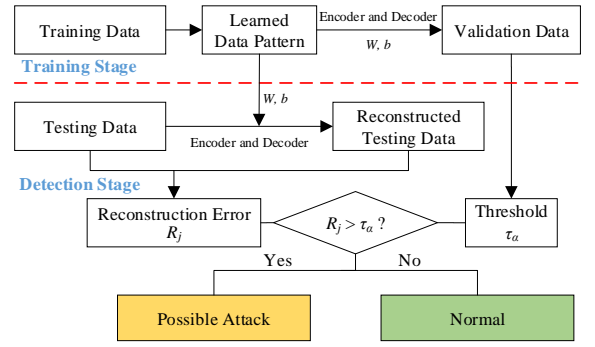 Training Data
Learned
Data Pattern
Encoder and Decoder
W, b
Validation Data
Training Stage
W, b
Testing Data
Encoder and Decoder
Reconstructed
Testing Data
Detection Stage
Reconstruction Error
Rj
Rj > τα ?
Threshold
τα
Yes
No
Possible Attack
Normal